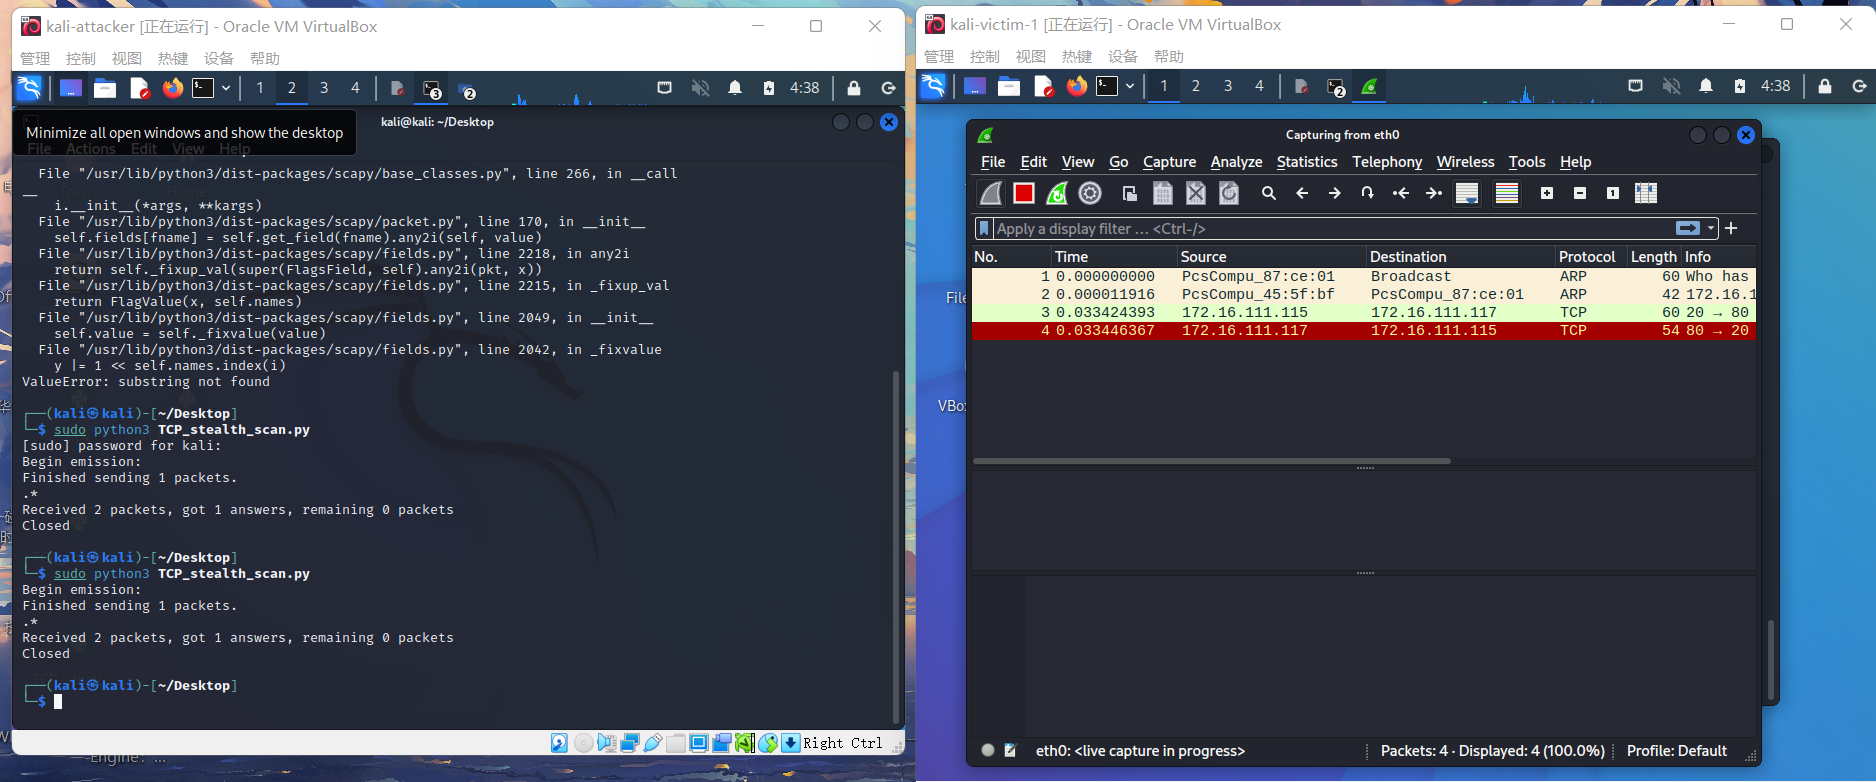 kali-attacker [正在运行] - Oracle VM VirtualBox
管理 控制 视图 热键 设备 帮助
1 2 3 4 3 2 4:38
Minimize all open windows and show the desktop
kali@kali: ~/Desktop
File Actions Edit View Help
File "/usr/lib/python3/dist-packages/scapy/base_classes.py", line 266, in __call
__
i.__init__(*args, **kargs)
File "/usr/lib/python3/dist-packages/scapy/packet.py", line 170, in __init__
self.fields[fname] = self.get_field(fname).any2i(self, value)
File "/usr/lib/python3/dist-packages/scapy/fields.py", line 2218, in any2i
return self._fixup_val(super(FlagsField, self).any2i(pkt, x))
File "/usr/lib/python3/dist-packages/scapy/fields.py", line 2215, in _fixup_val
return FlagValue(x, self.names)
File "/usr/lib/python3/dist-packages/scapy/fields.py", line 2049, in __init__
self.value = self._fixvalue(value)
File "/usr/lib/python3/dist-packages/scapy/fields.py", line 2042, in _fixvalue
y |= 1 << self.names.index(i)
ValueError: substring not found
┌──(kali㉿kali)-[~/Desktop]
└─$ sudo python3 TCP_stealth_scan.py
[sudo] password for kali:
Begin emission:
Finished sending 1 packets.
.*
Received 2 packets, got 1 answers, remaining 0 packets
Closed
┌──(kali㉿kali)-[~/Desktop]
└─$ sudo python3 TCP_stealth_scan.py
Begin emission:
Finished sending 1 packets.
.*
Received 2 packets, got 1 answers, remaining 0 packets
Closed
┌──(kali㉿kali)-[~/Desktop]
└─$
Right Ctrl
-Engine: ...
kali-victim-1 [正在运行] - Oracle VM VirtualBox
管理 控制 视图 热键 设备 帮助
1 2 3 4 2 4:38
File
VBox
Capturing from eth0
File Edit View Go Capture Analyze Statistics Telephony Wireless Tools Help
Apply a display filter ... <Ctrl-/>
No. Time Source Destination Protocol Length Info
1 0.000000000 PcsCompu_87:ce:01 Broadcast ARP 60 Who has
2 0.000011916 PcsCompu_45:5f:bf PcsCompu_87:ce:01 ARP 42 172.16.1
3 0.033424393 172.16.111.115 172.16.111.117 TCP 60 20 → 80
4 0.033446367 172.16.111.117 172.16.111.115 TCP 54 80 → 20
eth0: <live capture in progress> Packets: 4 · Displayed: 4 (100.0%) Profile: Default